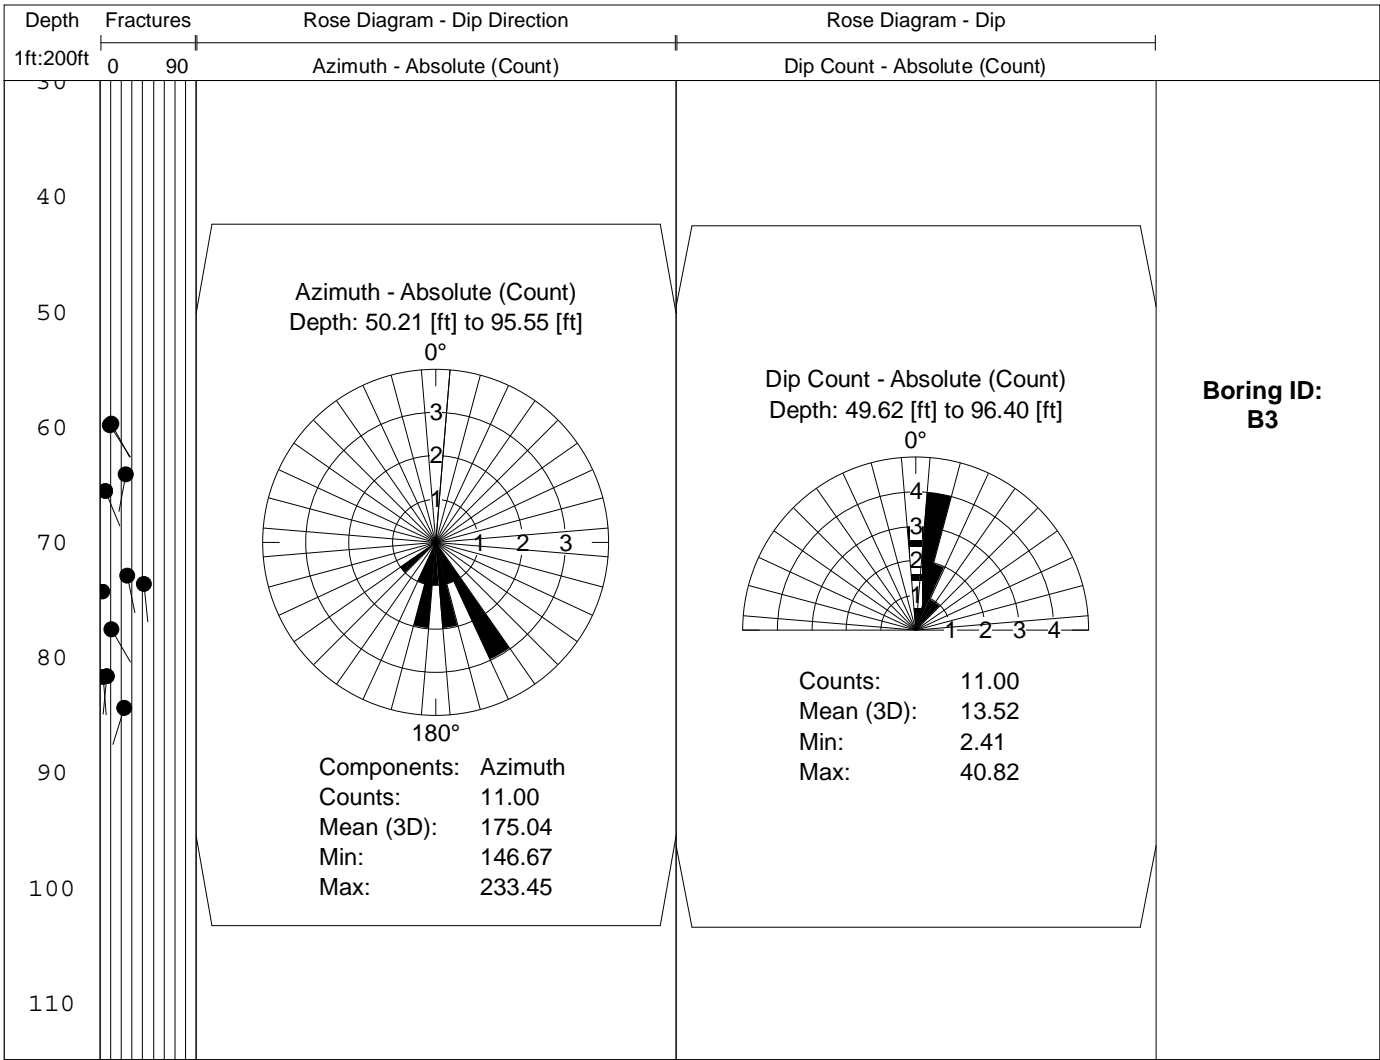 Depth Fractures Rose Diagram - Dip Direction Rose Diagram - Dip
1ft:200ft 0 90 Azimuth - Absolute (Count) Dip Count - Absolute (Count)
30
40
50
60
70
80
90
100
110
Azimuth - Absolute (Count)
Depth: 50.21 [ft] to 95.55 [ft]
0°
3
2
1
1 2 3
180°
Components: Azimuth
Counts: 11.00
Mean (3D): 175.04
Min: 146.67
Max: 233.45
Dip Count - Absolute (Count)
Depth: 49.62 [ft] to 96.40 [ft]
0°
4
3
2
1
1 2 3 4
Counts: 11.00
Mean (3D): 13.52
Min: 2.41
Max: 40.82
Boring ID:
B3